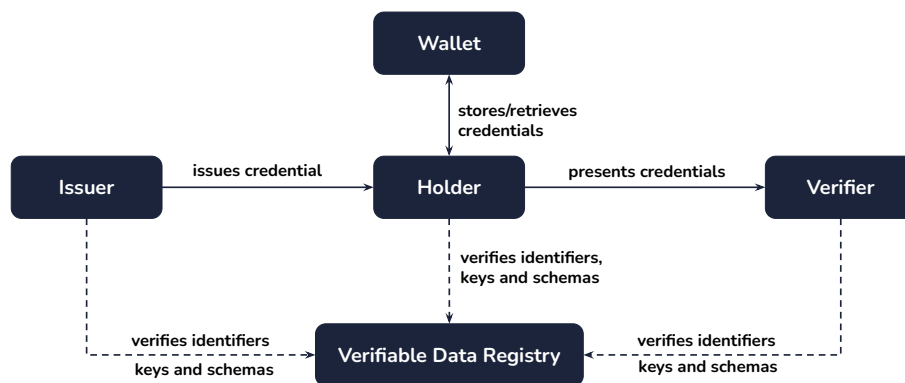 Wallet
stores/retrieves
credentials
Issuer
issues credential
Holder
presents credentials
Verifier
verifies identifiers,
keys and schemas
verifies identifiers
keys and schemas
Verifiable Data Registry
verifies identifiers
keys and schemas